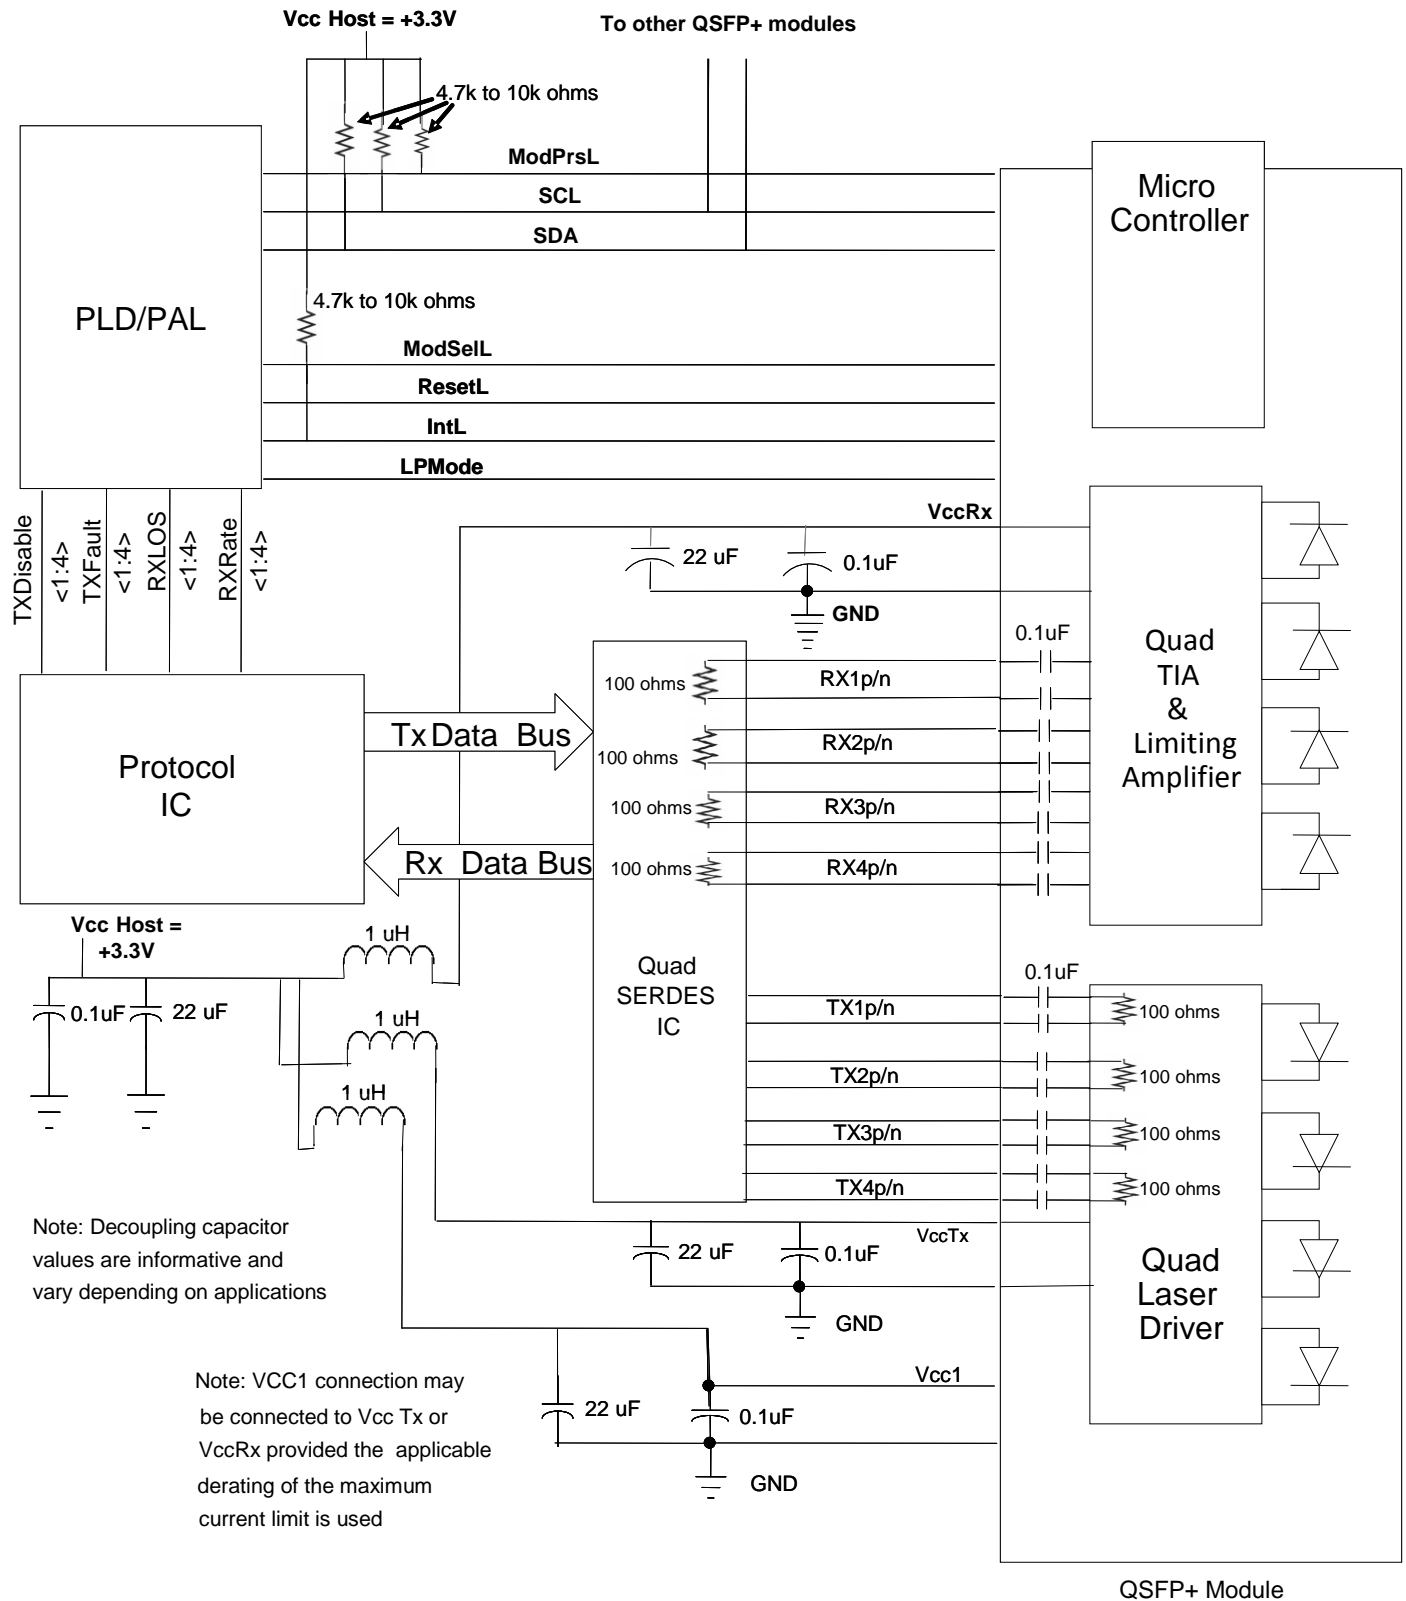 Vcc Host = +3.3V
To other QSFP+ modules
4.7k to 10k ohms
ModPrsL
SCL
SDA
Micro
Controller
PLD/PAL
4.7k to 10k ohms
ModSelL
ResetL
IntL
LPMode
TXDisable
<1:4>
TXFault
<1:4>
RXLOS
<1:4>
RXRate
<1:4>
VccRx
22 uF
0.1uF
GND
0.1uF
Quad
TIA
&
Limiting
Amplifier
100 ohms
RX1p/n
100 ohms
RX2p/n
100 ohms
RX3p/n
100 ohms
RX4p/n
Tx Data Bus
Protocol
IC
Rx Data Bus
Vcc Host =
+3.3V
1 uH
0.1uF
22 uF
1 uH
1 uH
Quad
SERDES
IC
0.1uF
TX1p/n
100 ohms
TX2p/n
100 ohms
TX3p/n
100 ohms
TX4p/n
100 ohms
VccTx
22 uF
0.1uF
GND
Quad
Laser
Driver
Note: Decoupling capacitor
values are informative and
vary depending on applications
Vcc1
22 uF
0.1uF
GND
Note: VCC1 connection may
be connected to Vcc Tx or
VccRx provided the applicable
derating of the maximum
current limit is used
QSFP+ Module